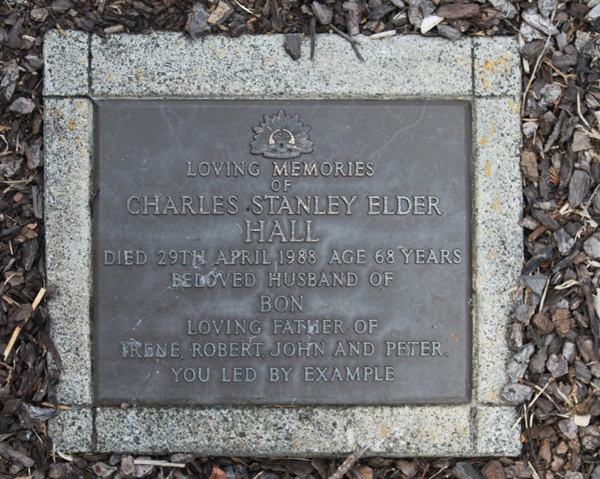 LOVING MEMORIES
OF
CHARLES STANLEY ELDER
HALL
DIED 29TH APRIL 1988 AGE 68 YEARS
BELOVED HUSBAND OF
BON
LOVING FATHER OF
IRENE, ROBERT, JOHN AND PETER.
YOU LED BY EXAMPLE